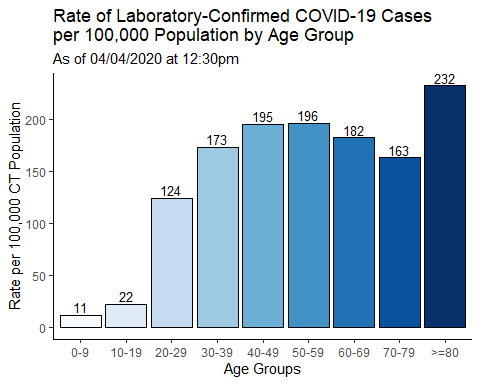 Rate of Laboratory-Confirmed COVID-19 Cases
per 100,000 Population by Age Group
As of 04/04/2020 at 12:30pm
Rate per 100,000 CT Population
200
150
100
50
0
11
22
124
173
195
196
182
163
232
0-9 10-19 20-29 30-39 40-49 50-59 60-69 70-79 >=80
Age Groups